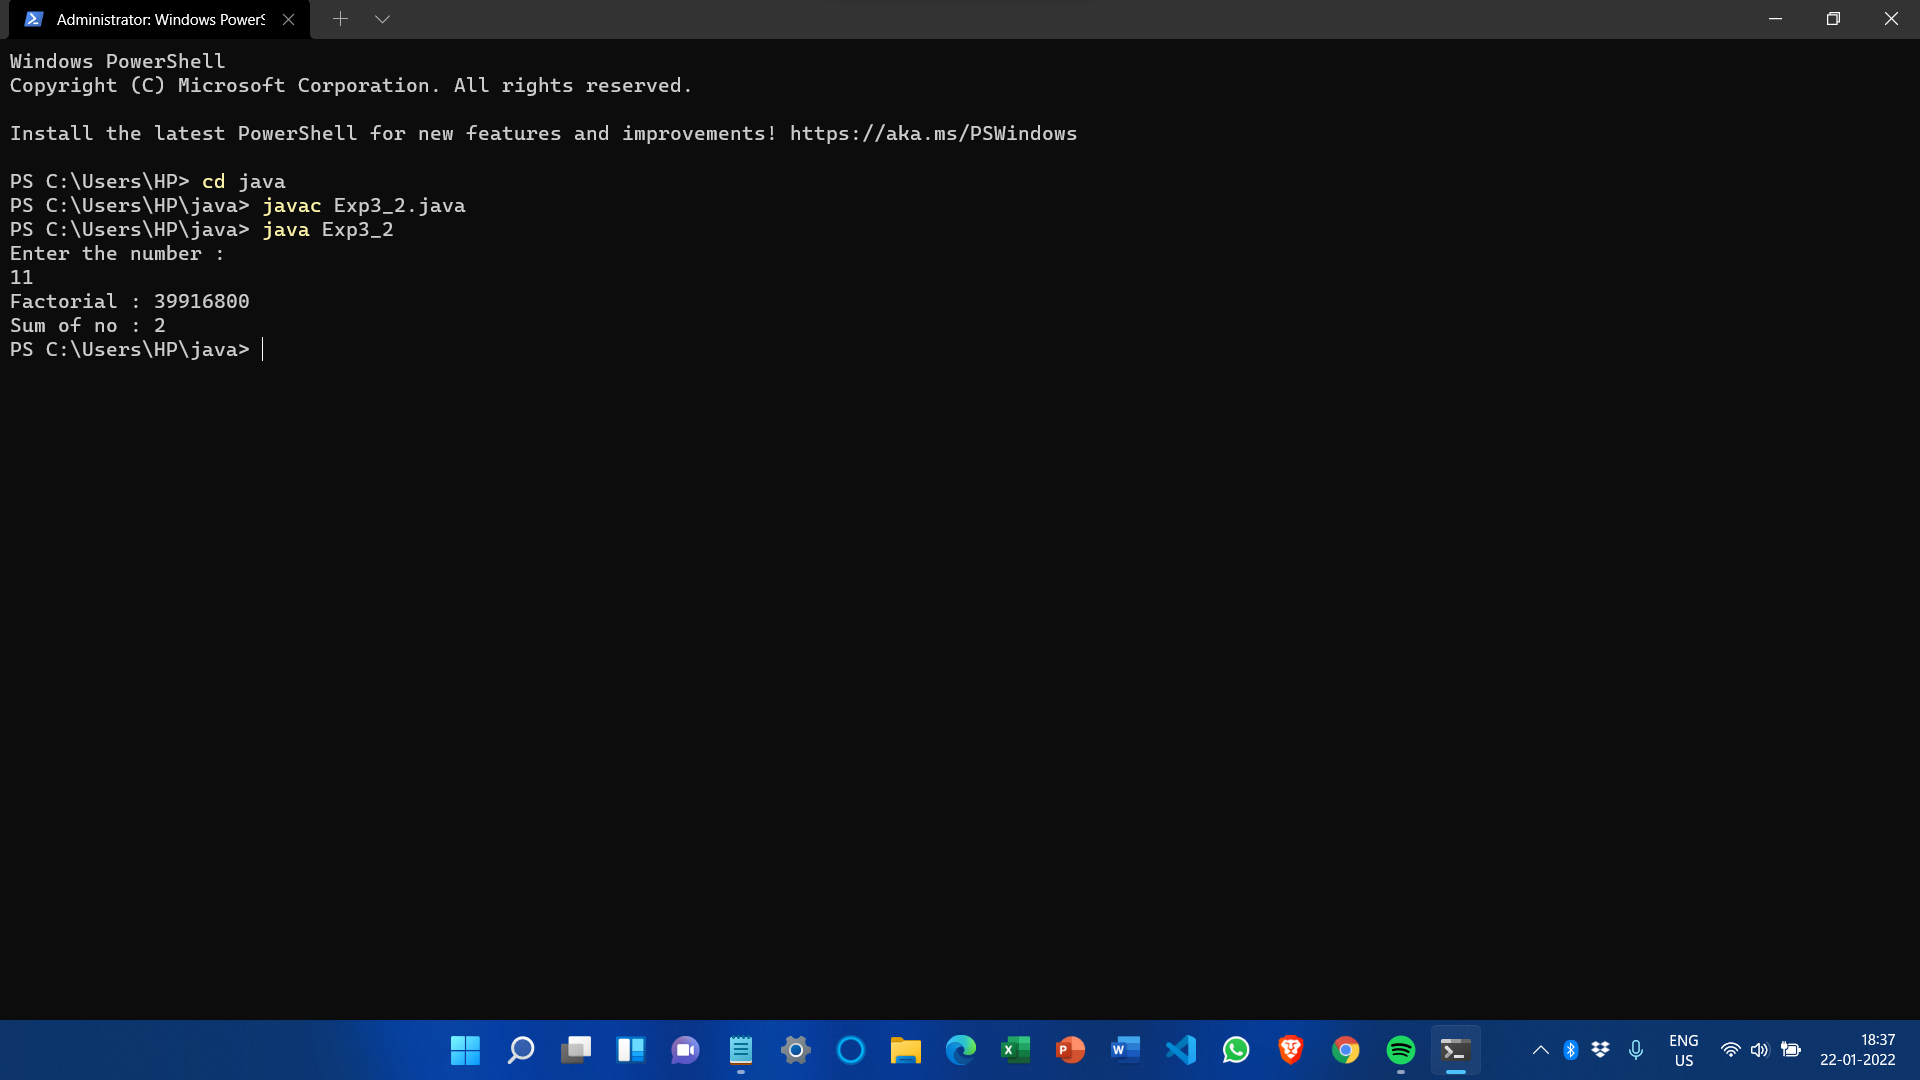 Administrator: Windows PowerS
Windows PowerShell
Copyright (C) Microsoft Corporation. All rights reserved.
Install the latest PowerShell for new features and improvements! https://aka.ms/PSWindows
PS C:\Users\HP> cd java
PS C:\Users\HP\java> javac Exp3_2.java
PS C:\Users\HP\java> java Exp3_2
Enter the number :
11
Factorial : 39916800
Sum of no : 2
PS C:\Users\HP\java>
X
P
W
ENG
US
18:37
22-01-2022